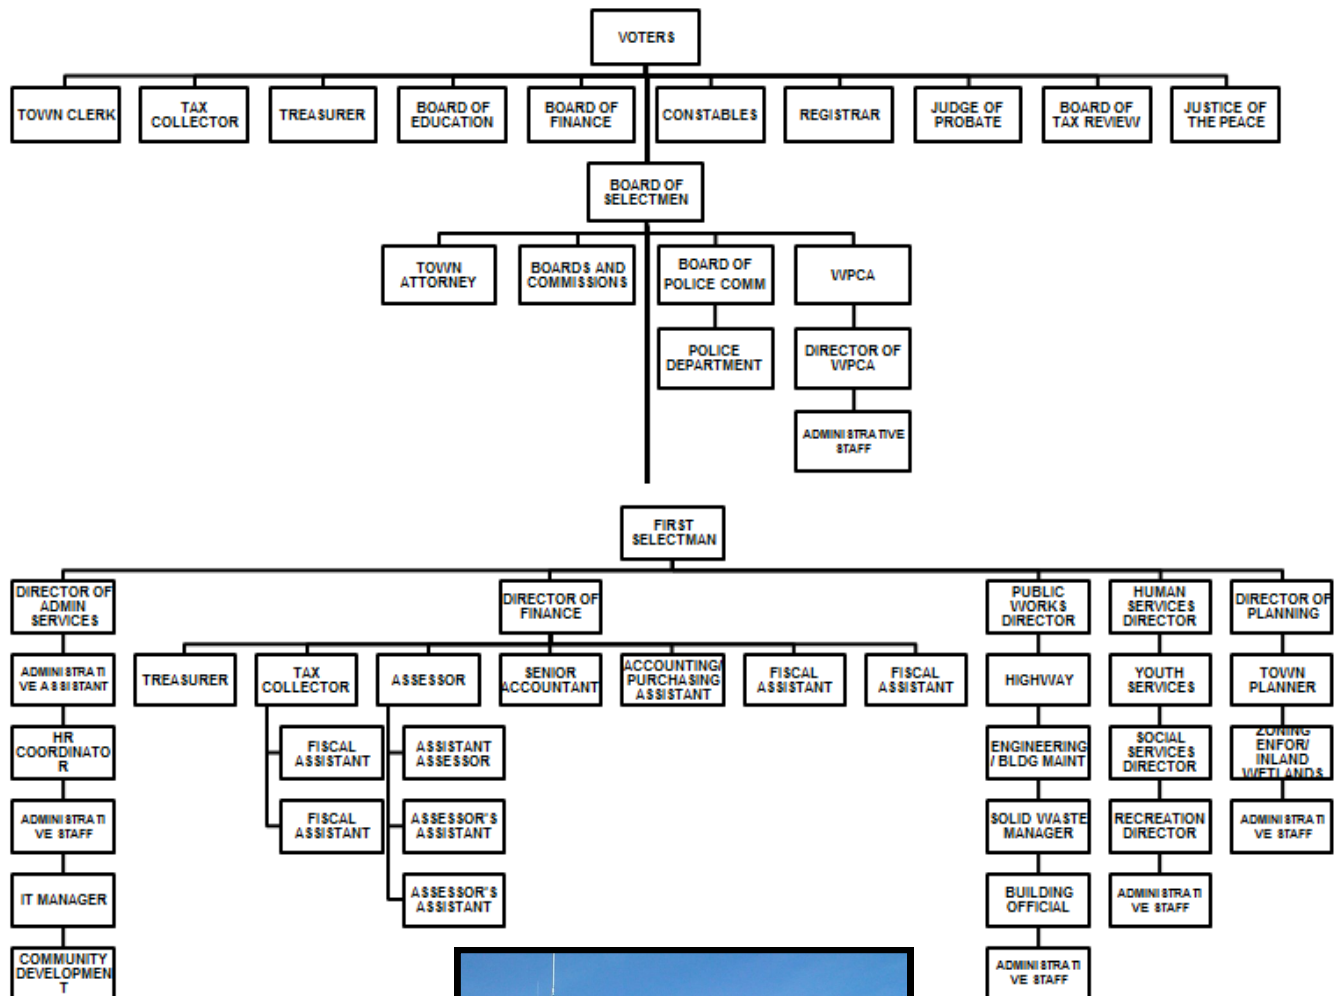 VOTERS
TOWN CLERK
TAX
COLLECTOR
TREASURER
BOARD OF
EDUCATION
BOARD OF
FINANCE
CONSTABLES
REGISTRAR
JUDGE OF
PROBATE
BOARD OF
TAX REVIEW
JUSTICE OF
THE PEACE
BOARD OF
SELECTMEN
TOWN
ATTORNEY
BOARDS AND
COMMISSIONS
BOARD OF
POLICE COMM
WPCA
POLICE
DEPARTMENT
DIRECTOR OF
WPCA
ADMINISTRATIVE
STAFF
FIRST
SELECTMAN
DIRECTOR OF
ADMIN
SERVICES
DIRECTOR OF
FINANCE
PUBLIC
WORKS
DIRECTOR
HUMAN
SERVICES
DIRECTOR
DIRECTOR OF
PLANNING
ADMINISTRATI
VE ASSISTANT
TREASURER
TAX
COLLECTOR
ASSESSOR
SENIOR
ACCOUNTANT
ACCOUNTING/
PURCHASING
ASSISTANT
FISCAL
ASSISTANT
FISCAL
ASSISTANT
HIGHWAY
YOUTH
SERVICES
TOWN
PLANNER
HR
COORDINATO
R
FISCAL
ASSISTANT
ASSISTANT
ASSESSOR
ENGINEERING
/ BLDG MAINT
SOCIAL
SERVICES
DIRECTOR
ZONING
ENFOR/
INLAND
WETLANDS
ADMINISTRATI
VE STAFF
FISCAL
ASSISTANT
ASSESSOR'S
ASSISTANT
SOLID WASTE
MANAGER
RECREATION
DIRECTOR
ADMINISTRATI
VE STAFF
IT MANAGER
ASSESSOR"S
ASSISTANT
BUILDING
OFFICIAL
ADMINISTRATI
VE STAFF
COMMUNITY
DEVELOPMEN
T
ADMINISTRATI
VE STAFF